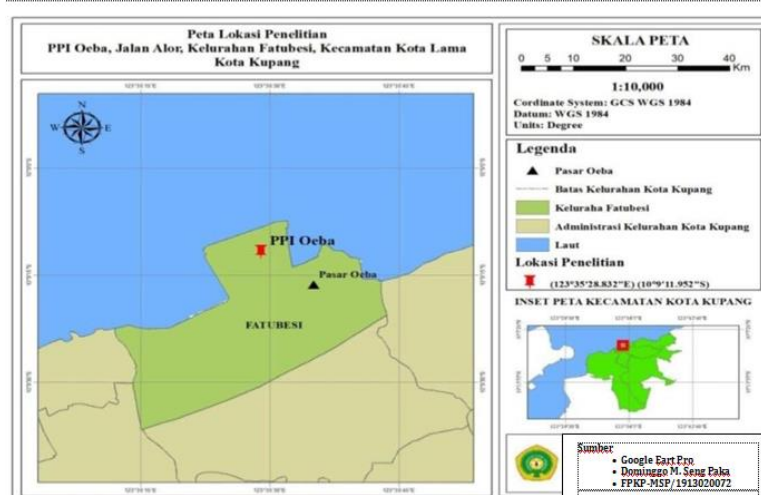 Peta Lokasi Penelitian
PPI Oeba, Jalan Alor, Kelurahan Fatubesi, Kecamatan Kota Lama
Kota Kupang
N
W E
S
PPI Oeba
Pasar Oeba
FATUBESI
SKALA PETA
0 5 10 20 30 40
Km
1:10,000
Cordinate System: GCS WGS 1984
Datum: WGS 1984
Units: Degree
Legenda
Pasar Oeba
Batas Kelurahan Kota Kupang
Keluraha Fatubesi
Administrasi Kelurahan Kota Kupang
Laut
Lokasi Penelitian
(123°35'28.832"E) (10°9'11.952"S)
INSET PETA KECAMATAN KOTA KUPANG
Sumber
Google Eart Pro
Dominggo M. Seng Paka
FPKP-MSP/1913020072